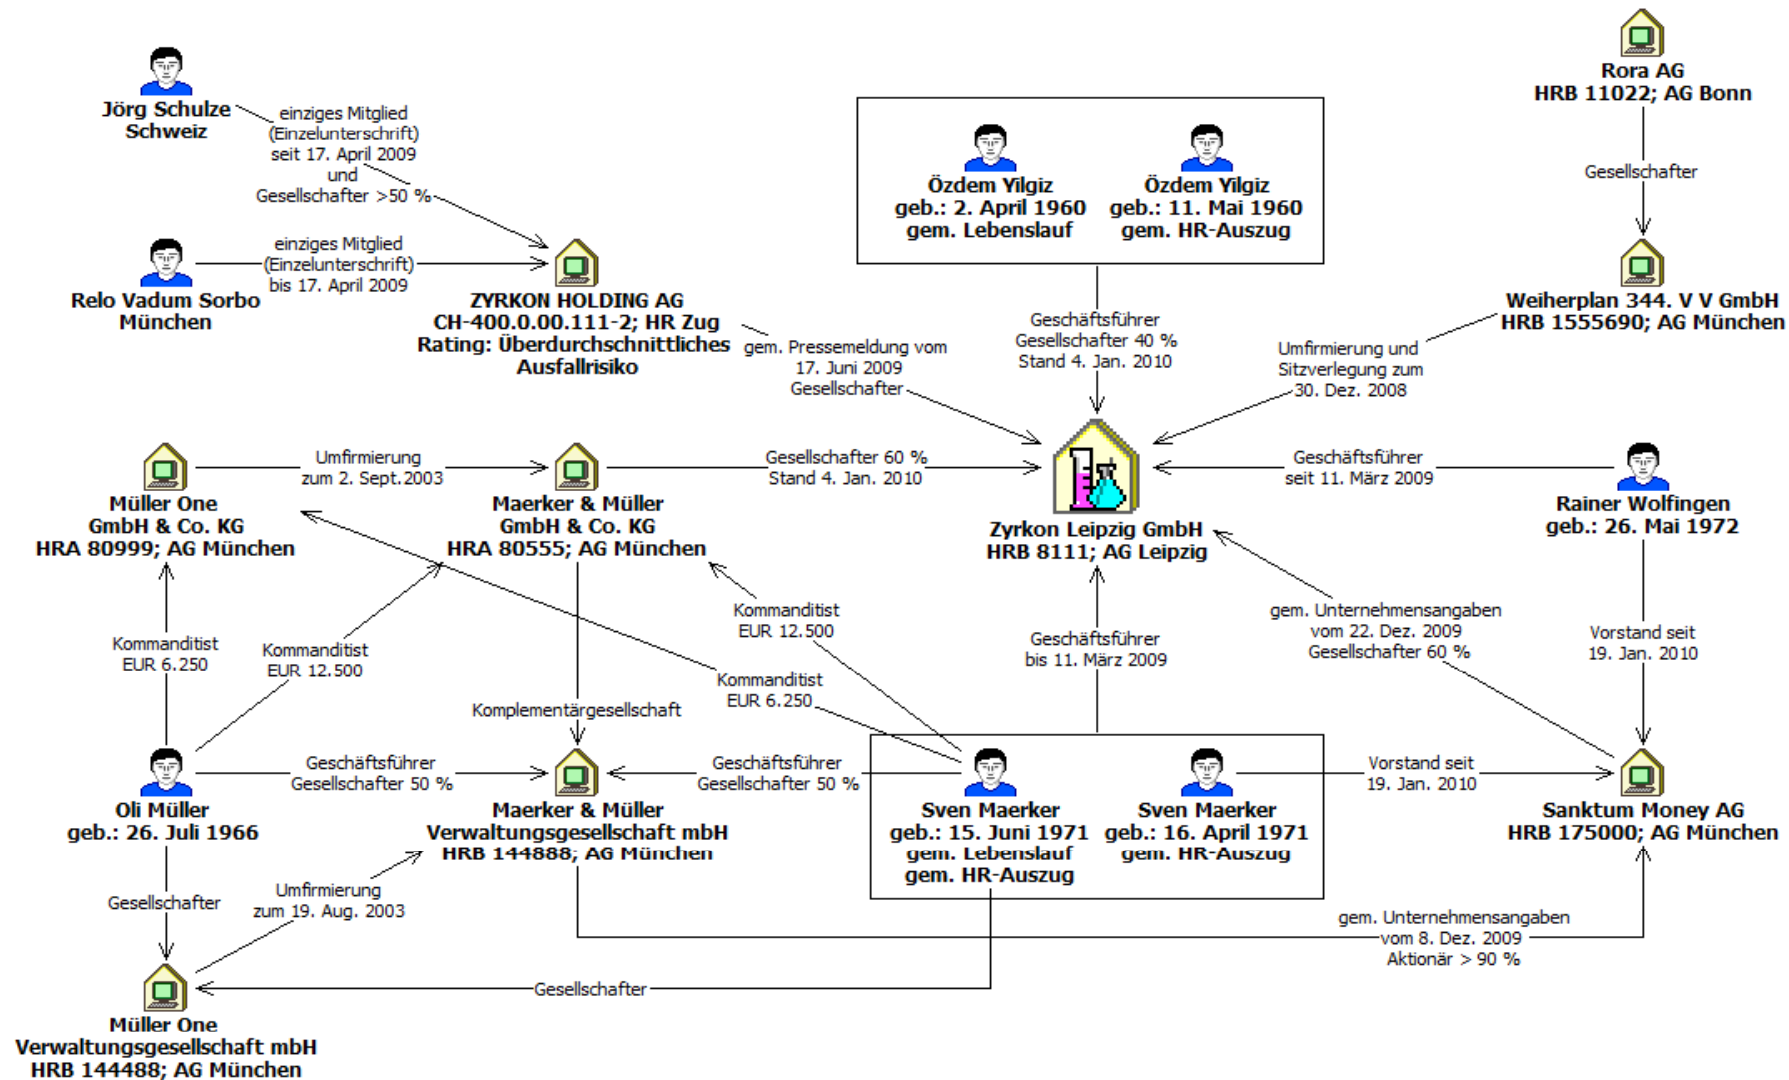 Jörg Schulze
Schweiz
einziges Mitglied
(Einzelunterschrift)
seit 17. April 2009
und
Gesellschafter >50 %
Relo Vadum Sorbo
München
einziges Mitglied
(Einzelunterschrift)
bis 17. April 2009
ZYRKON HOLDING AG
CH-400.0.00.111-2; HR Zug
Rating: Überdurchschnittliches
Ausfallrisiko
gem. Pressemeldung vom
17. Juni 2009
Gesellschafter
Özdem Yilgiz
geb.: 2. April 1960
gem. Lebenslauf
Özdem Yilgiz
geb.: 11. Mai 1960
gem. HR-Auszug
Geschäftsführer
Gesellschafter 40 %
Stand 4. Jan. 2010
Rora AG
HRB 11022; AG Bonn
Gesellschafter
Weiherplan 344. V V GmbH
HRB 1555690; AG München
Umfirmierung und
Sitzverlegung zum
30. Dez. 2008
Müller One
GmbH & Co. KG
HRA 80999; AG München
Umfirmierung
zum 2. Sept.2003
Maerker & Müller
GmbH & Co. KG
HRA 80555; AG München
Gesellschafter 60 %
Stand 4. Jan. 2010
Zyrkon Leipzig GmbH
HRB 8111; AG Leipzig
Geschäftsführer
seit 11. März 2009
Rainer Wolfingen
geb.: 26. Mai 1972
Kommanditist
EUR 6.250
Kommanditist
EUR 12.500
Komplementärgesellschaft
Kommanditist
EUR 12.500
Kommanditist
EUR 6.250
Geschäftsführer
bis 11. März 2009
gem. Unternehmensangaben
vom 22. Dez. 2009
Gesellschafter 60 %
Vorstand seit
19. Jan. 2010
Oli Müller
geb.: 26. Juli 1966
Geschäftsführer
Gesellschafter 50 %
Maerker & Müller
Verwaltungsgesellschaft mbH
HRB 144888; AG München
Geschäftsführer
Gesellschafter 50 %
Sven Maerker
geb.: 15. Juni 1971
gem. Lebenslauf
gem. HR-Auszug
Sven Maerker
geb.: 16. April 1971
gem. HR-Auszug
Vorstand seit
19. Jan. 2010
Sanktum Money AG
HRB 175000; AG München
Gesellschafter
Umfirmierung
zum 19. Aug. 2003
gem. Unternehmensangaben
vom 8. Dez. 2009
Aktionär > 90 %
Gesellschafter
Müller One
Verwaltungsgesellschaft mbH
HRB 144488; AG München